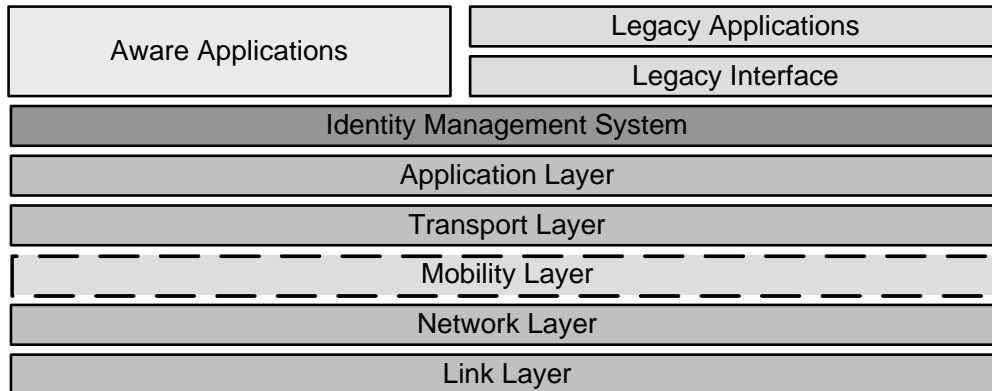 Aware Applications
Legacy Applications
Legacy Interface
Identity Management System
Application Layer
Transport Layer
Mobility Layer
Network Layer
Link Layer